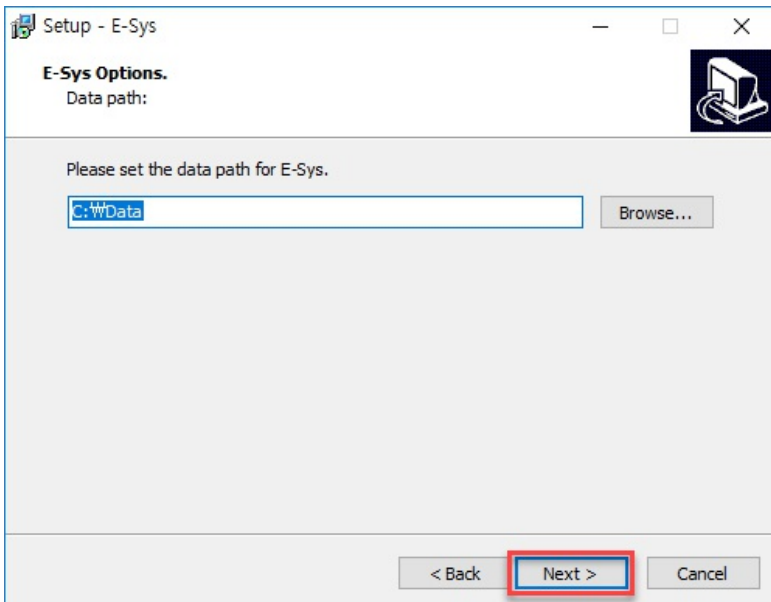 Setup - E-Sys
E-Sys Options.
Data path:
Please set the data path for E-Sys.
C:₩Data
Browse...
< Back
Next >
Cancel